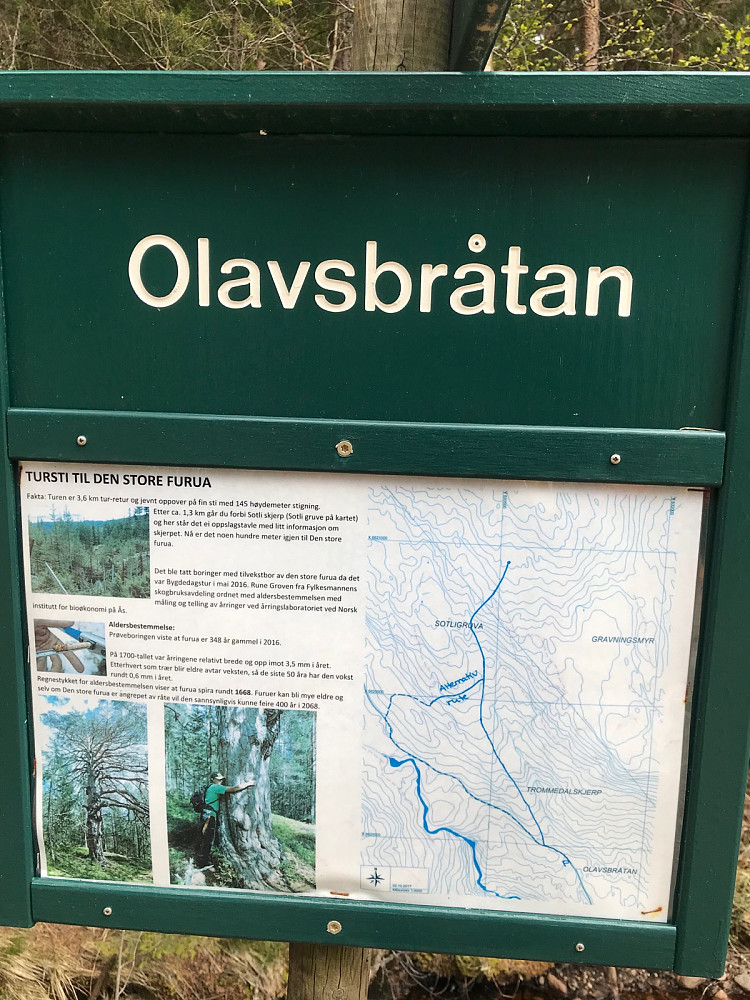 Olavsbråtan
TURSTI TIL DEN STORE FURUA
Fakta: Turen er 3,6 km tur-retur og jevnt oppover på fin sti med 145 høydemeter stigning.
Etter ca. 1,3 km går du forbi Sotli skjerp (Sotli gruve på kartet)
og her står det ei oppslagstavle med litt informasjon om
skjerpet. Nå er det noen hundre meter igjen til Den store
furua.
Det ble tatt boringer med tilvekstbor av den store furua da det
var Bygdedagstur i mai 2016. Rune Groven fra Fylkesmannens
skogbruksavdeling ordnet med aldersbestemmelsen med
måling og telling av årringer ved årringslaboratoriet ved Norsk
institutt for bioøkonomi på Ås.
Aldersbestemmelse:
Prøveboringen viste at furua er 348 år gammel i 2016.
På 1700-tallet var årringene relativt brede og opp imot 3,5 mm i året.
Etterhvert som trær blir eldre avtar veksten, så de siste 50 åra har den vokst
rundt 0,6 mm i året.
Regnestykket for aldersbestemmelsen viser at furua spira rundt 1668. Furuer kan bli mye eldre og
selv om Den store furua er angrepet av råte vil den sannsynligvis kunne feire 400 år i 2068.
SOTLIGRUVA
GRAVNINGSMYR
Alternativ
rute
TROMMEDALSKJERP
OLAVSBRÅTAN